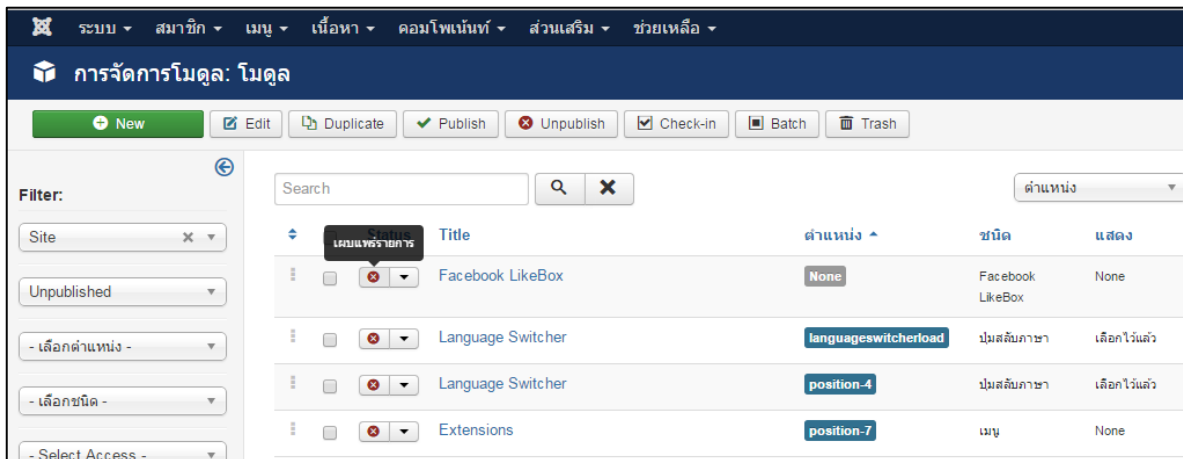 ระบบ สมาชิก เมนู เนื้อหา คอมโพเน้นท์ ส่วนเสริม ช่วยเหลือ
การจัดการโมดูล: โมดูล
New Edit Duplicate Publish Unpublish Check-in Batch Trash
Filter:
Site
Unpublished
- เลือกตำแหน่ง -
- เลือกชนิด -
- Select Access -
Search
ตำแหน่ง
เผยแพร่รายการ
Status Title ตำแหน่ง ชนิด แสดง
Facebook LikeBox None Facebook None
LikeBox
Language Switcher languageswitcherload ปุ่มสลับภาษา เลือกไว้แล้ว
Language Switcher position-4 ปุ่มสลับภาษา เลือกไว้แล้ว
Extensions position-7 เมนู None